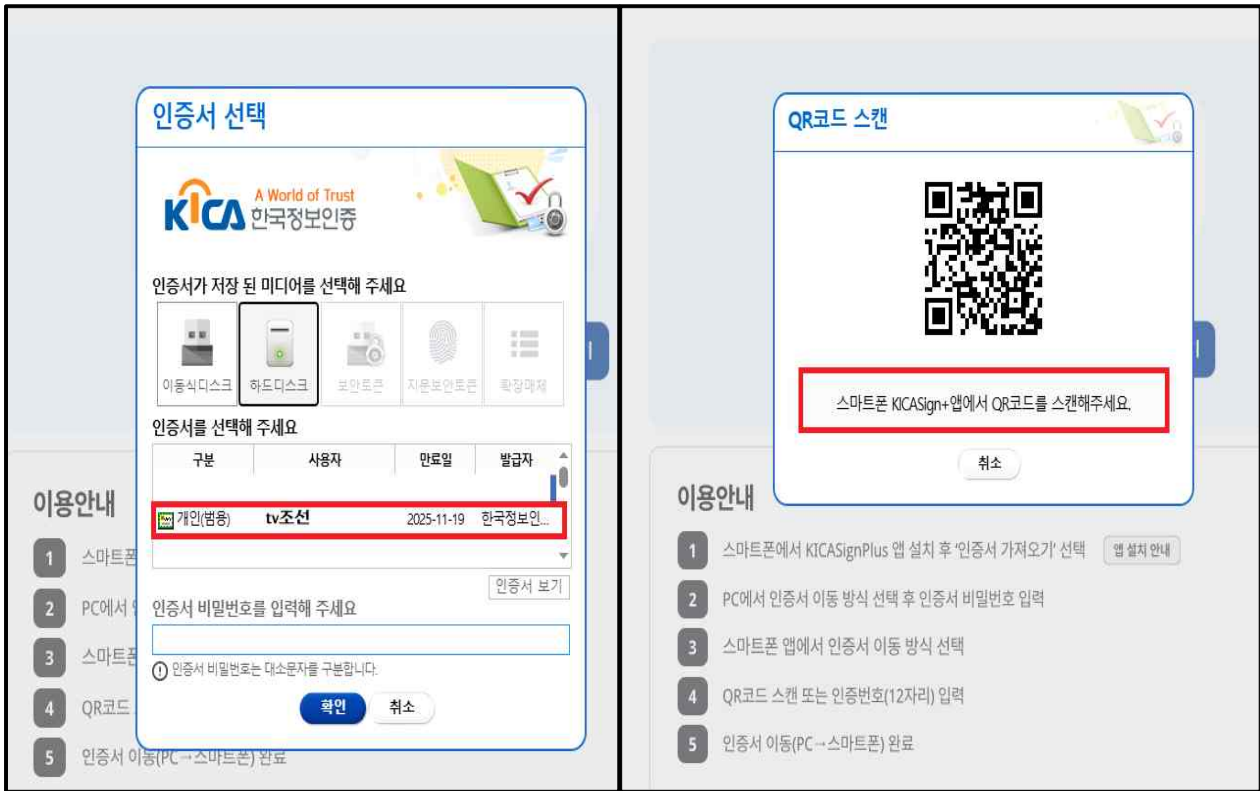 인증서 선택
KICA
A World of Trust
한국정보인증
인증서가 저장 된 미디어를 선택해 주세요
이동식디스크 하드디스크 보안토큰 지문보안토큰 확장매체
인증서를 선택해 주세요
구분 사용자 만료일 발급자
개인(범용) tv조선 2025-11-19 한국정보인...
인증서 보기
인증서 비밀번호를 입력해 주세요
인증서 비밀번호는 대소문자를 구분합니다.
확인 취소
이용안내
1 스마트폰
2 PC에서
3 스마트폰
4 QR코드
5 인증서 이동(PC→스마트폰) 완료
QR코드 스캔
스마트폰 KICASign+앱에서 QR코드를 스캔해주세요.
취소
이용안내
1 스마트폰에서 KICASignPlus 앱 설치 후 '인증서 가져오기' 선택 앱 설치 안내
2 PC에서 인증서 이동 방식 선택 후 인증서 비밀번호 입력
3 스마트폰 앱에서 인증서 이동 방식 선택
4 QR코드 스캔 또는 인증번호(12자리) 입력
5 인증서 이동(PC→스마트폰) 완료